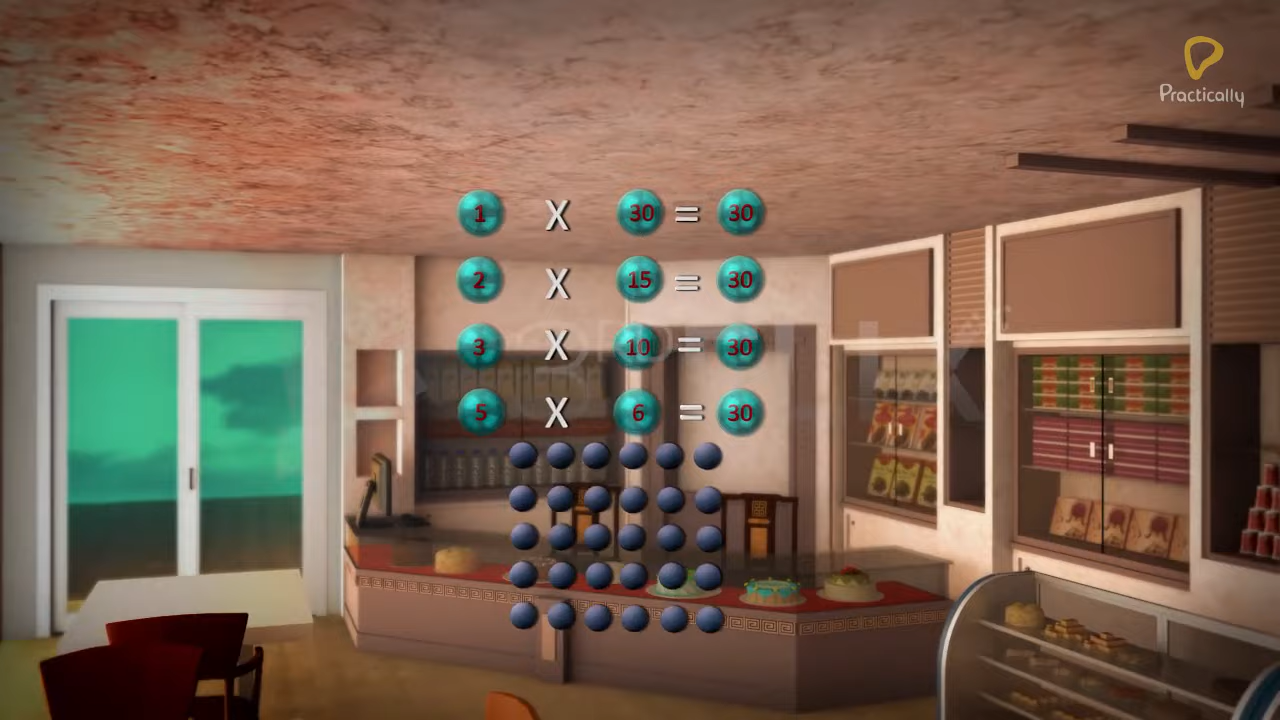 Practically
1 X 30 = 30
2 X 15 = 30
3 X 10 = 30
5 X 6 = 30